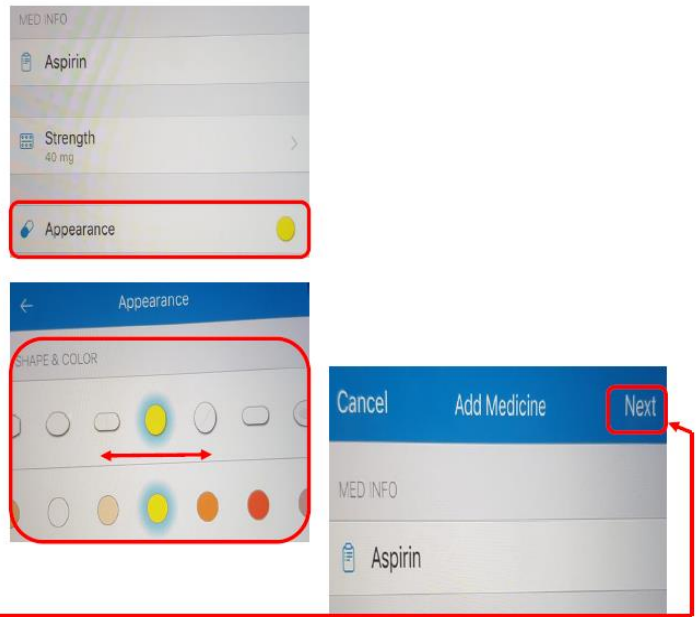 MED INFO
Aspirin
Strength
40 mg
Appearance
Appearance
SHAPE & COLOR
Cancel Add Medicine Next
MED INFO
Aspirin